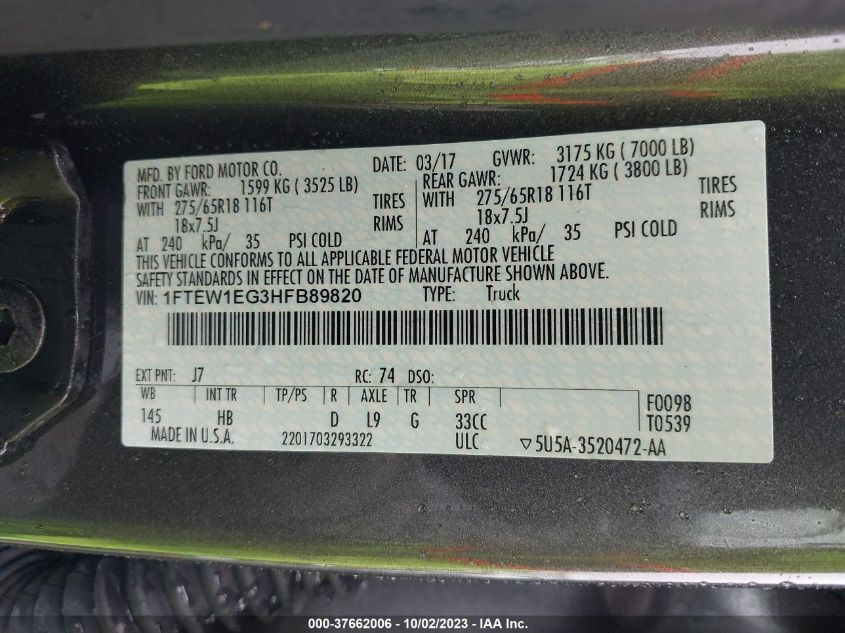 MFD. BY FORD MOTOR CO. DATE: 03/17 GVWR: 3175 KG ( 7000 LB)
FRONT GAWR: 1599 KG ( 3525 LB) REAR GAWR: 1724 KG ( 3800 LB)
WITH 275/65R18 116T TIRES WITH 275/65R18 116T TIRES
18x7.5J RIMS 18x7.5J RIMS
AT 240 kPa/ 35 PSI COLD AT 240 kPa/ 35 PSI COLD
THIS VEHICLE CONFORMS TO ALL APPLICABLE FEDERAL MOTOR VEHICLE
SAFETY STANDARDS IN EFFECT ON THE DATE OF MANUFACTURE SHOWN ABOVE.
VIN: 1FTEW1EG3HFB89820 TYPE: Truck
EXT PNT: J7 RC: 74 DSO:
WB INT TR TP/PS R AXLE TR SPR F0098
145 HB D L9 G 33CC T0539
MADE IN U.S.A. 2201703293322 ULC ▽5U5A-3520472-AA
000-37662006 - 10/02/2023 - IAAI.com